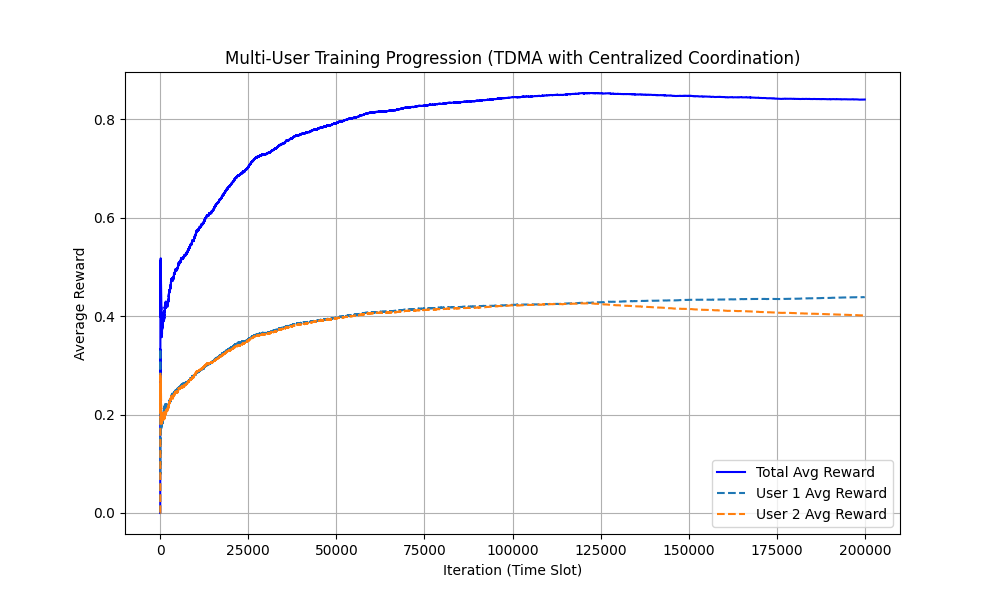 Multi-User Training Progression (TDMA with Centralized Coordination)
Average Reward
0.8
0.6
0.4
0.2
0.0
Total Avg Reward
User 1 Avg Reward
User 2 Avg Reward
0 25000 50000 75000 100000 125000 150000 175000 200000
Iteration (Time Slot)